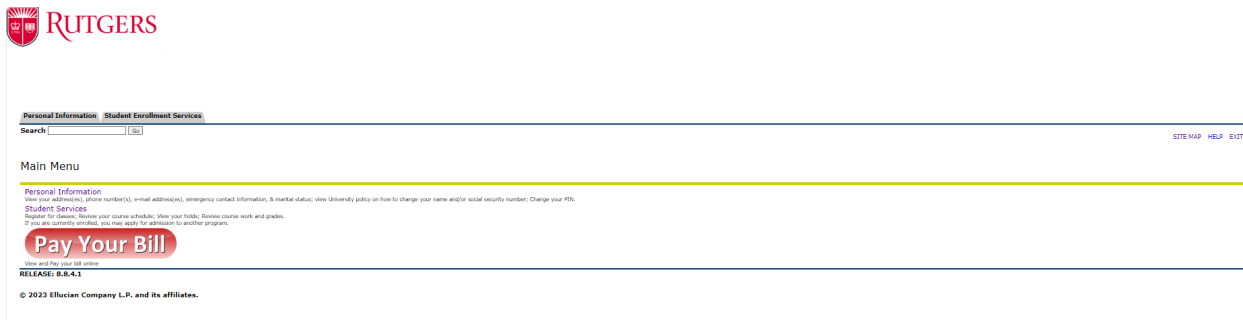 RUTGERS
Personal Information Student Enrollment Services
Search Go
SITE MAP HELP EXIT
Main Menu
Personal Information
View your address(es), phone number(s), e-mail address(es), emergency contact information, & marital status; view University policy on how to change your name and/or social security number; Change your PIN.
Student Services
Register for classes; Review your course schedule; View your holds; Review course work and grades.
If you are currently enrolled, you may apply for admission to another program.
Pay Your Bill
View and Pay your bill online
RELEASE: 8.8.4.1
© 2023 Ellucian Company L.P. and its affiliates.